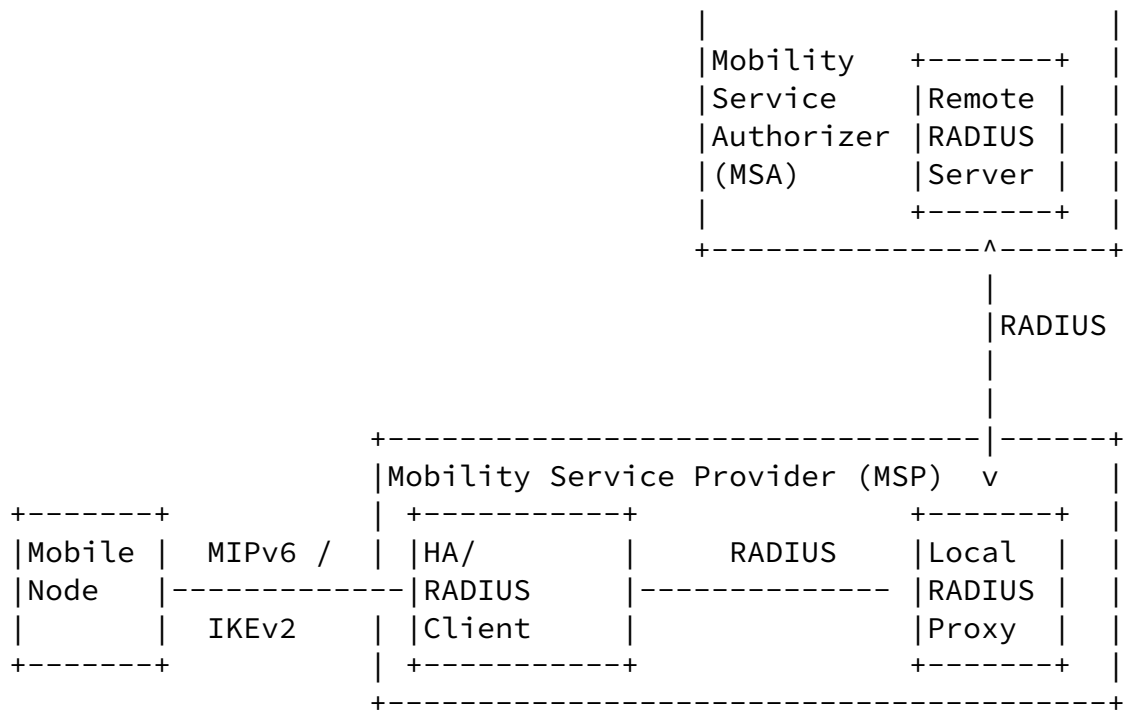 Mobility
Service Remote
Authorizer RADIUS
(MSA) Server
RADIUS
Mobility Service Provider (MSP) v
Mobile MIPv6 / HA/ RADIUS Local
Node RADIUS RADIUS
IKEv2 Client Proxy